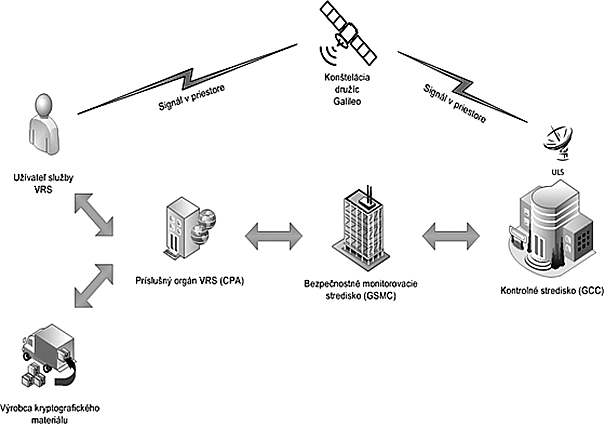 Konštelácia
družíc
Galileo
Signál v priestore
Signál v priestore
ULS
Užívateľ služby
VRS
Príslušný orgán VRS (CPA)
Bezpečnostné monitorovacie
stredisko (GSMC)
Kontrolné stredisko (GCC)
Výrobca kryptografického
materiálu